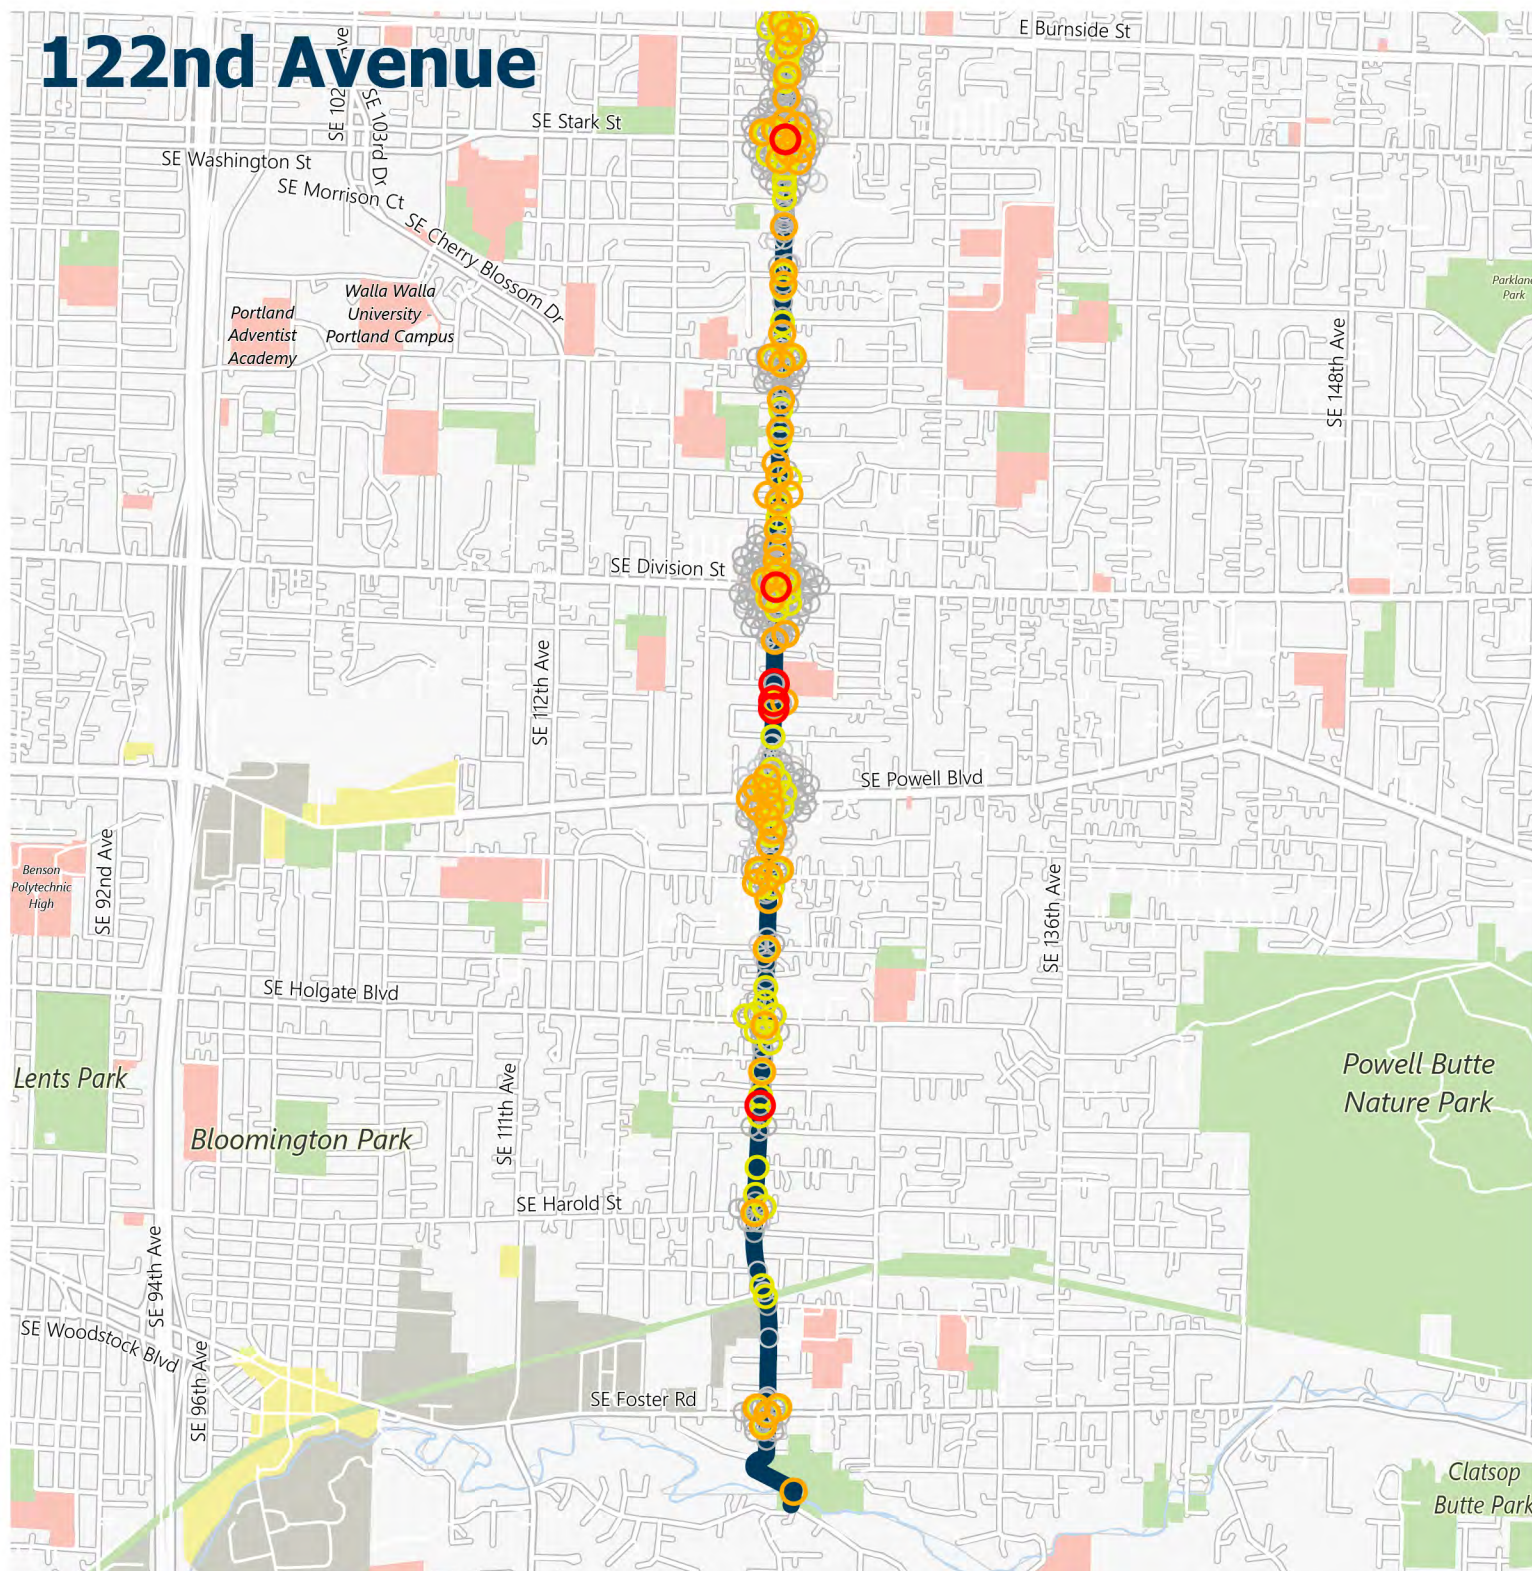 122nd Avenue
E Burnside St
SE 102 Ave
SE 103rd Dr
SE Stark St
SE Washington St
SE Morrison Ct
SE Cherry Blossom Dr
Walla Walla
University -
Portland Campus
Portland
Adventist
Academy
Parklane
Park
SE 148th Ave
SE Division St
SE 112th Ave
SE Powell Blvd
SE 92nd Ave
Benson
Polytechnic
High
SE 136th Ave
SE Holgate Blvd
Lents Park
Powell Butte
Nature Park
SE 111th Ave
Bloomington Park
SE Harold St
SE 94th Ave
SE Woodstock Blvd
SE 96th Ave
SE Foster Rd
Clatsop
Butte Park